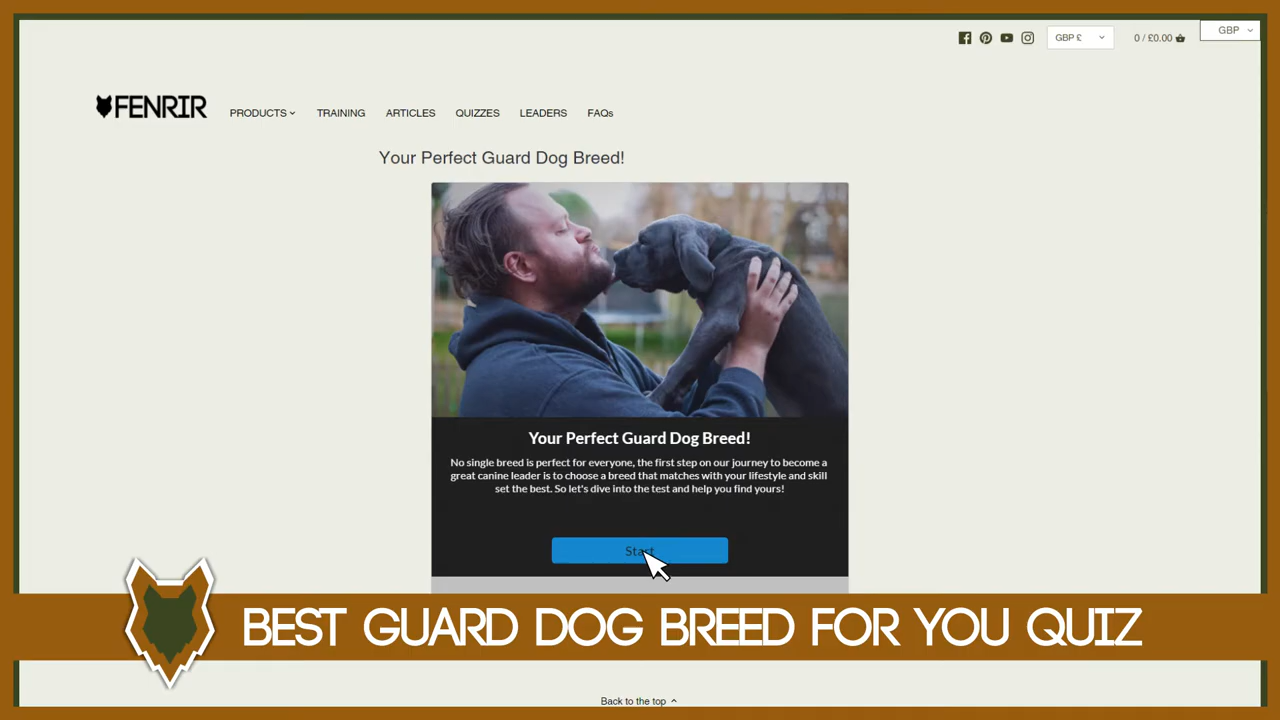 GBP £
0 / £0.00
GBP
FENRIR
PRODUCTS
TRAINING
ARTICLES
QUIZZES
LEADERS
FAQs
Your Perfect Guard Dog Breed!
Your Perfect Guard Dog Breed!
No single breed is perfect for everyone, the first step on our journey to become a
great canine leader is to choose a breed that matches with your lifestyle and skill
set the best. So let's dive into the test and help you find yours!
Start
BEST GUARD DOG BREED FOR YOU QUIZ
Back to the top